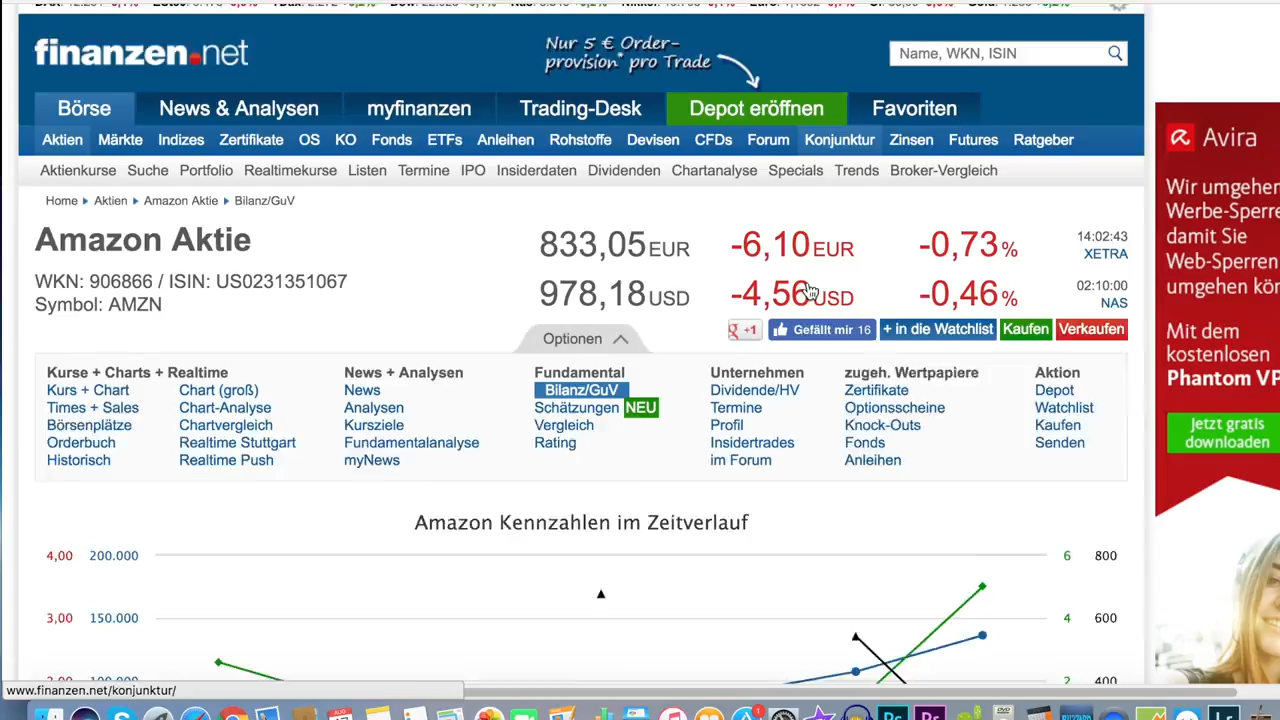 finanzen.net
Nur 5 € Order-
provision* pro Trade
Name, WKN, ISIN
Börse News & Analysen myfinanzen Trading-Desk Depot eröffnen Favoriten
Aktien Märkte Indizes Zertifikate OS KO Fonds ETFs Anleihen Rohstoffe Devisen CFDs Forum Konjunktur Zinsen Futures Ratgeber
Aktienkurse Suche Portfolio Realtimekurse Listen Termine IPO Insiderdaten Dividenden Chartanalyse Specials Trends Broker-Vergleich
Home Aktien Amazon Aktie Bilanz/GuV
Amazon Aktie
WKN: 906866 / ISIN: US0231351067
Symbol: AMZN
833,05 EUR -6,10 EUR -0,73 % 14:02:43
XETRA
978,18 USD -4,56 USD -0,46 % 02:10:00
NAS
g +1 Gefällt mir 16 + in die Watchlist Kaufen Verkaufen
Optionen
Kurse + Charts + Realtime News + Analysen Fundamental Unternehmen zugeh. Wertpapiere Aktion
Kurs + Chart Chart (groß) News Bilanz/GuV Dividende/HV Zertifikate Depot
Times + Sales Chart-Analyse Analysen Schätzungen NEU Termine Optionsscheine Watchlist
Börsenplätze Chartvergleich Kursziele Vergleich Profil Knock-Outs Kaufen
Orderbuch Realtime Stuttgart Fundamentalanalyse Rating Insidertrades Fonds Senden
Historisch Realtime Push myNews im Forum Anleihen
Amazon Kennzahlen im Zeitverlauf
4,00 200.000 6 800
3,00 150.000 4 600
2 400
www.finanzen.net/konjunktur/
Avira
Wir umgehen
Werbe-Sperre
damit Sie
Web-Sperren
umgehen kön
Mit dem
kostenlosen
Phantom VP
Jetzt gratis
downloaden